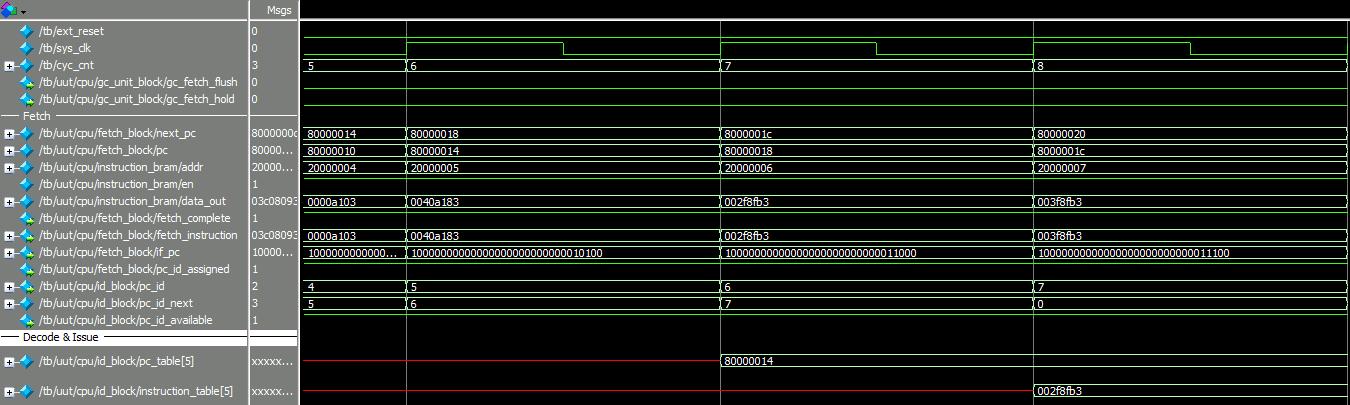 Msgs
/tb/ext_reset 0
/tb/sys_clk 0
/tb/cyc_cnt 3 5 6 7 8
/tb/uut/cpu/gc_unit_block/gc_fetch_flush 0
/tb/uut/cpu/gc_unit_block/gc_fetch_hold 0
Fetch
/tb/uut/cpu/fetch_block/next_pc 8000000c 80000014 80000018 8000001c 80000020
/tb/uut/cpu/fetch_block/pc 80000... 80000010 80000014 80000018 8000001c
/tb/uut/cpu/instruction_bram/addr 20000... 20000004 20000005 20000006 20000007
/tb/uut/cpu/instruction_bram/en 1
/tb/uut/cpu/instruction_bram/data_out 03c08093 0000a103 0040a183 002f8fb3 003f8fb3
/tb/uut/cpu/fetch_block/fetch_complete 1
/tb/uut/cpu/fetch_block/fetch_instruction 03c08093 0000a103 0040a183 002f8fb3 003f8fb3
/tb/uut/cpu/fetch_block/if_pc 10000... 1000000000000... 10000000000000000000000000010100 10000000000000000000000000011000 10000000000000000000000000011100
/tb/uut/cpu/fetch_block/pc_id_assigned 1
/tb/uut/cpu/id_block/pc_id 2 4 5 6 7
/tb/uut/cpu/id_block/pc_id_next 3 5 6 7 0
/tb/uut/cpu/id_block/pc_id_available 1
Decode & Issue
/tb/uut/cpu/id_block/pc_table[5] xxxxx... 80000014
/tb/uut/cpu/id_block/instruction_table[5] xxxxx... 002f8fb3